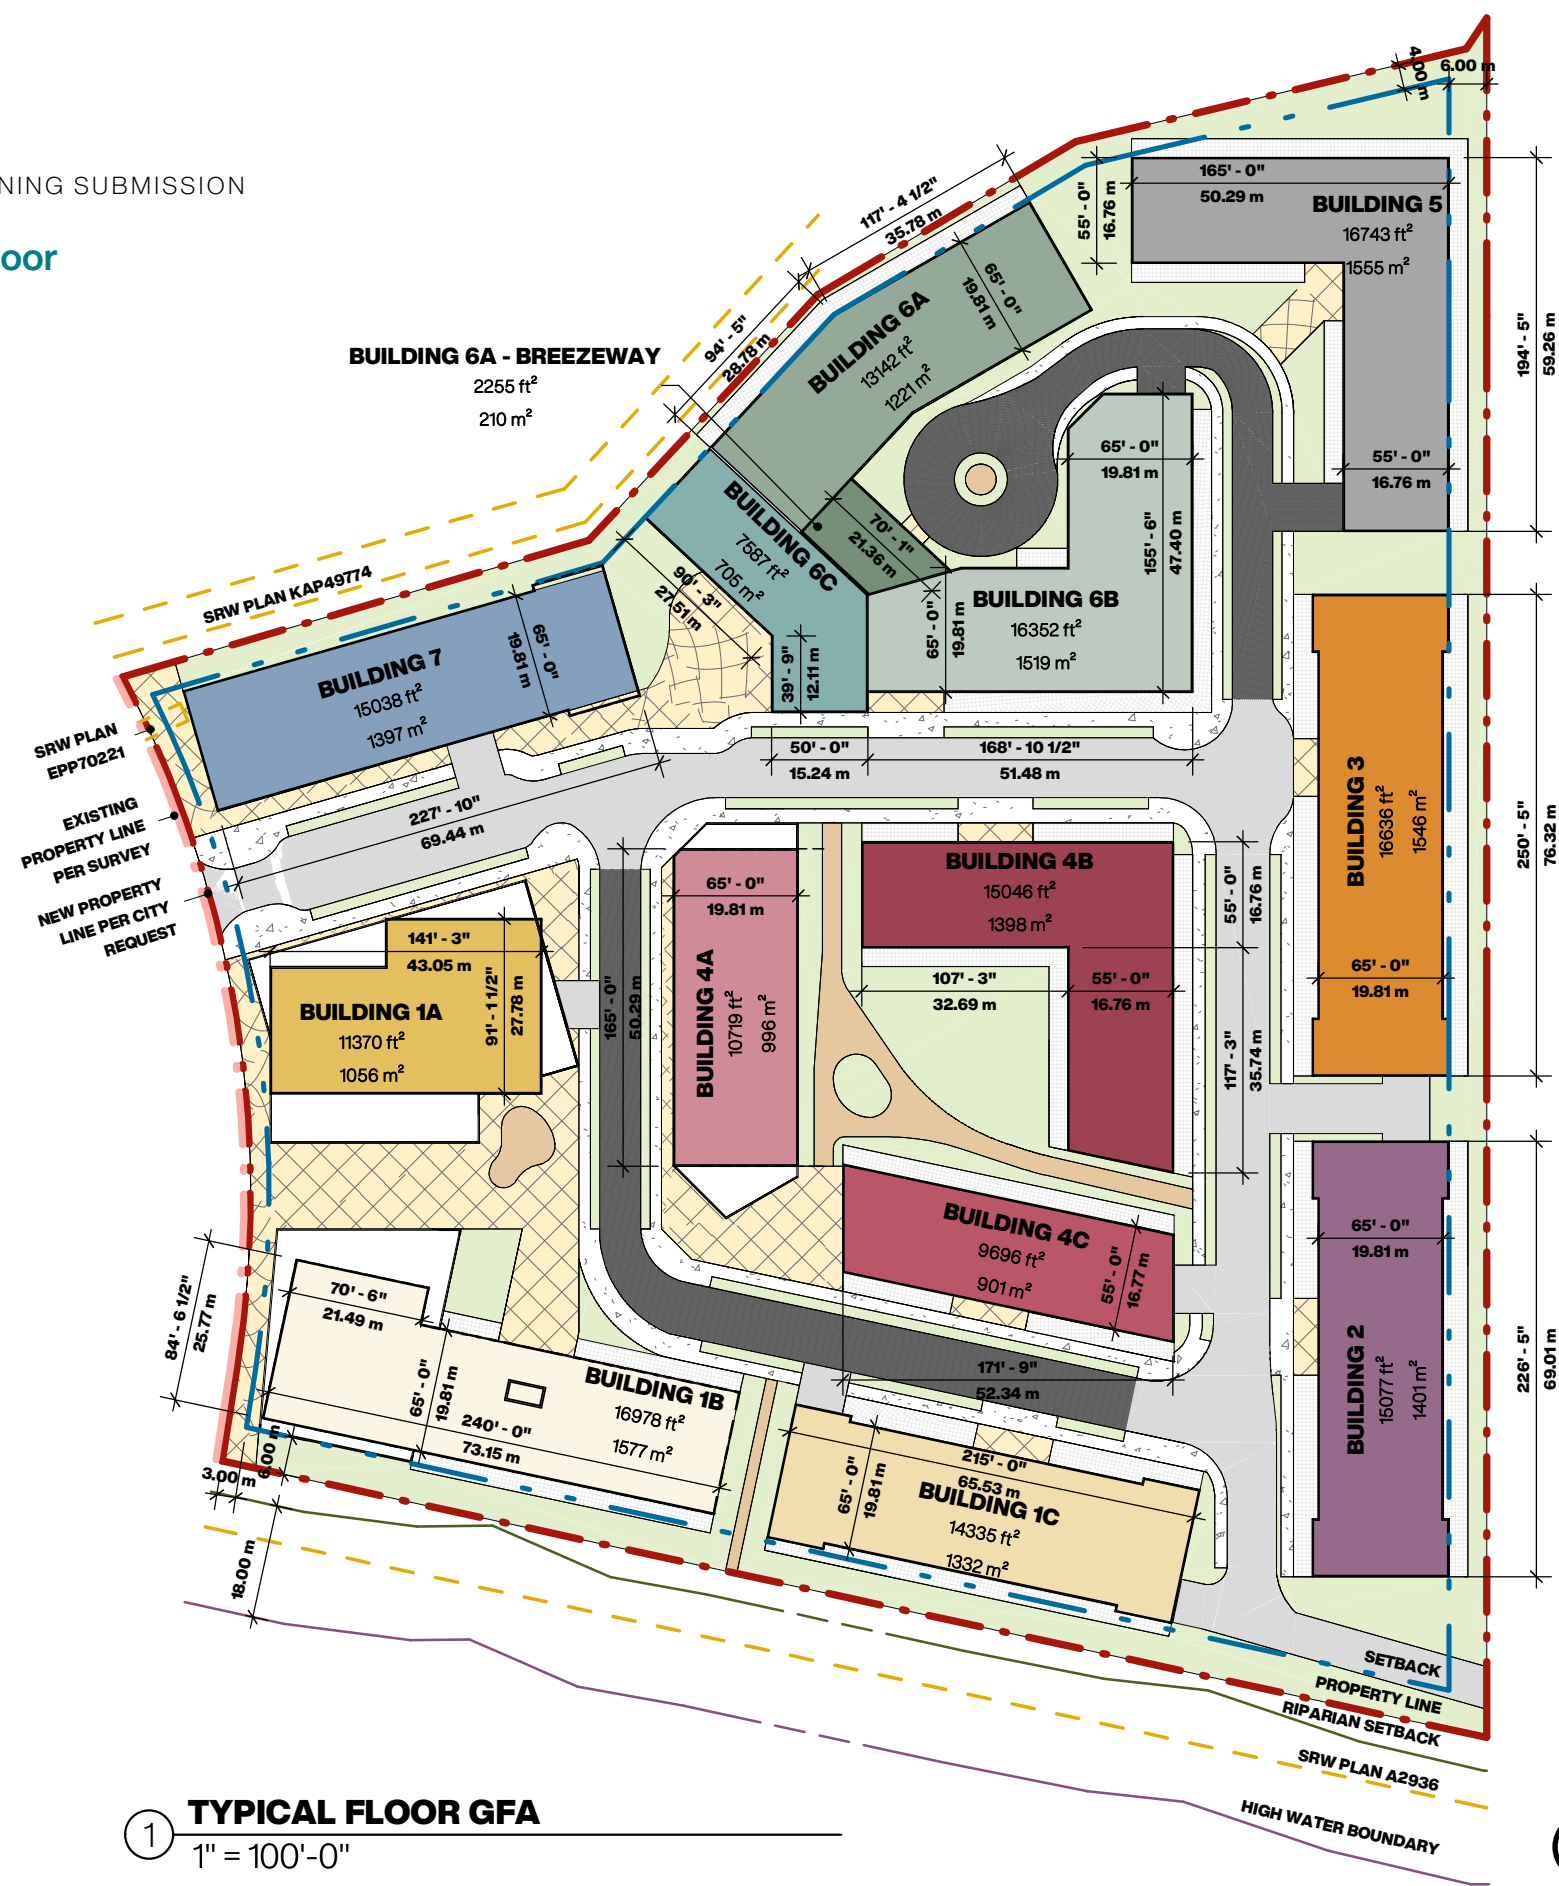 NING SUBMISSION
oor
4.00 m
6.00 m
165' - 0"
50.29 m
BUILDING 5
16743 ft²
1555 m²
55' - 0"
16.76 m
117' - 4 1/2"
35.78 m
65' - 0"
19.81 m
BUILDING 6A
13142 ft²
1221 m²
94' - 5"
28.78 m
194' - 5"
59.26 m
BUILDING 6A - BREEZEWAY
2255 ft²
210 m²
65' - 0"
19.81 m
55' - 0"
16.76 m
BUILDING 6C
7587 ft²
705 m²
70' - 1"
21.36 m
155' - 6"
47.40 m
SRW PLAN KAP49774
90' - 3"
27.51 m
65' - 0"
19.81 m
BUILDING 6B
16352 ft²
1519 m²
65' - 0"
19.81 m
BUILDING 7
15038 ft²
1397 m²
39' - 9"
12.11 m
SRW PLAN
EPP70221
50' - 0"
15.24 m
168' - 10 1/2"
51.48 m
BUILDING 3
16636 ft²
1546 m²
250' - 5"
76.32 m
EXISTING
PROPERTY LINE
PER SURVEY
227' - 10"
69.44 m
NEW PROPERTY
LINE PER CITY
REQUEST
65' - 0"
19.81 m
BUILDING 4B
15046 ft²
1398 m²
55' - 0"
16.76 m
141' - 3"
43.05 m
91' - 1 1/2"
27.78 m
BUILDING 1A
11370 ft²
1056 m²
165' - 0"
50.29 m
BUILDING 4A
10719 ft²
996 m²
107' - 3"
32.69 m
55' - 0"
16.76 m
65' - 0"
19.81 m
117' - 3"
35.74 m
BUILDING 4C
9696 ft²
901 m²
55' - 0"
16.77 m
65' - 0"
19.81 m
84' - 6 1/2"
25.77 m
70' - 6"
21.49 m
BUILDING 2
15077 ft²
1401 m²
226' - 5"
69.01 m
171' - 9"
52.34 m
65' - 0"
19.81 m
BUILDING 1B
16978 ft²
1577 m²
240' - 0"
73.15 m
3.00 m
6.00 m
65' - 0"
19.81 m
215' - 0"
65.53 m
BUILDING 1C
14335 ft²
1332 m²
18.00 m
SETBACK
PROPERTY LINE
RIPARIAN SETBACK
SRW PLAN A2936
HIGH WATER BOUNDARY
1
TYPICAL FLOOR GFA
1" = 100'-0"